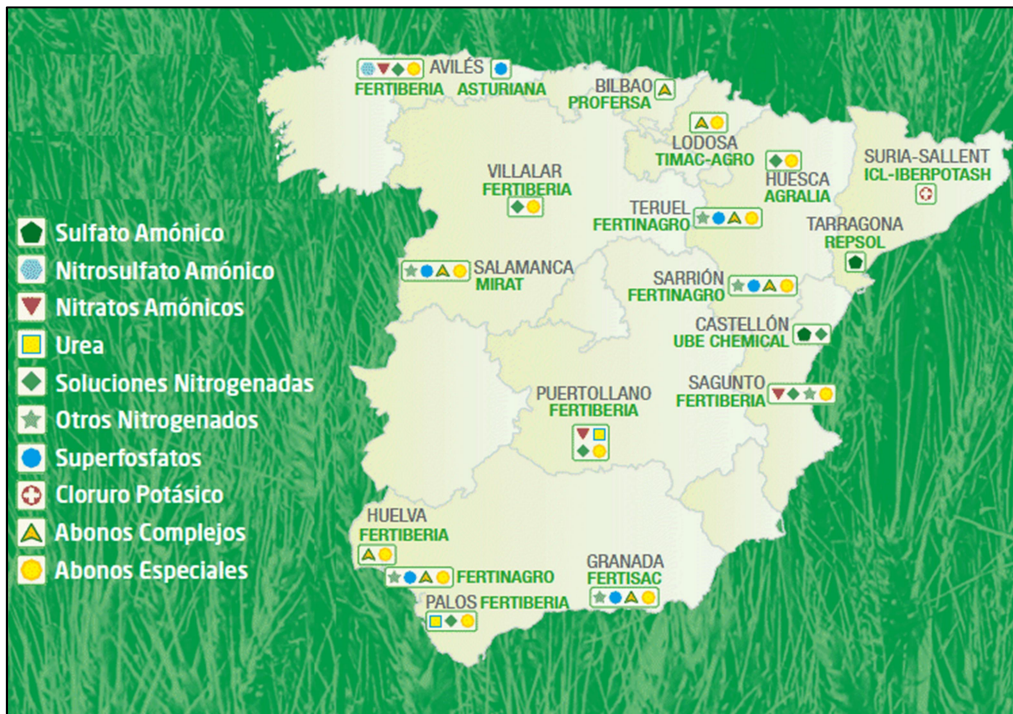 AVILÉS
FERTIBERIA ASTURIANA
BILBAO
PROFERSA
LODOSA
TIMAC-AGRO
VILLALAR
FERTIBERIA
HUESCA
AGRALIA
SURIA-SALLENT
ICL-IBERPOTASH
TERUEL
FERTINAGRO
TARRAGONA
REPSOL
SALAMANCA
MIRAT
SARRIÓN
FERTINAGRO
CASTELLÓN
UBE CHEMICAL
SAGUNTO
FERTIBERIA
PUERTOLLANO
FERTIBERIA
HUELVA
FERTIBERIA
FERTINAGRO
GRANADA
FERTISAC
PALOS FERTIBERIA
Sulfato Amónico
Nitrosulfato Amónico
Nitratos Amónicos
Urea
Soluciones Nitrogenadas
Otros Nitrogenados
Superfosfatos
Cloruro Potásico
Abonos Complejos
Abonos Especiales